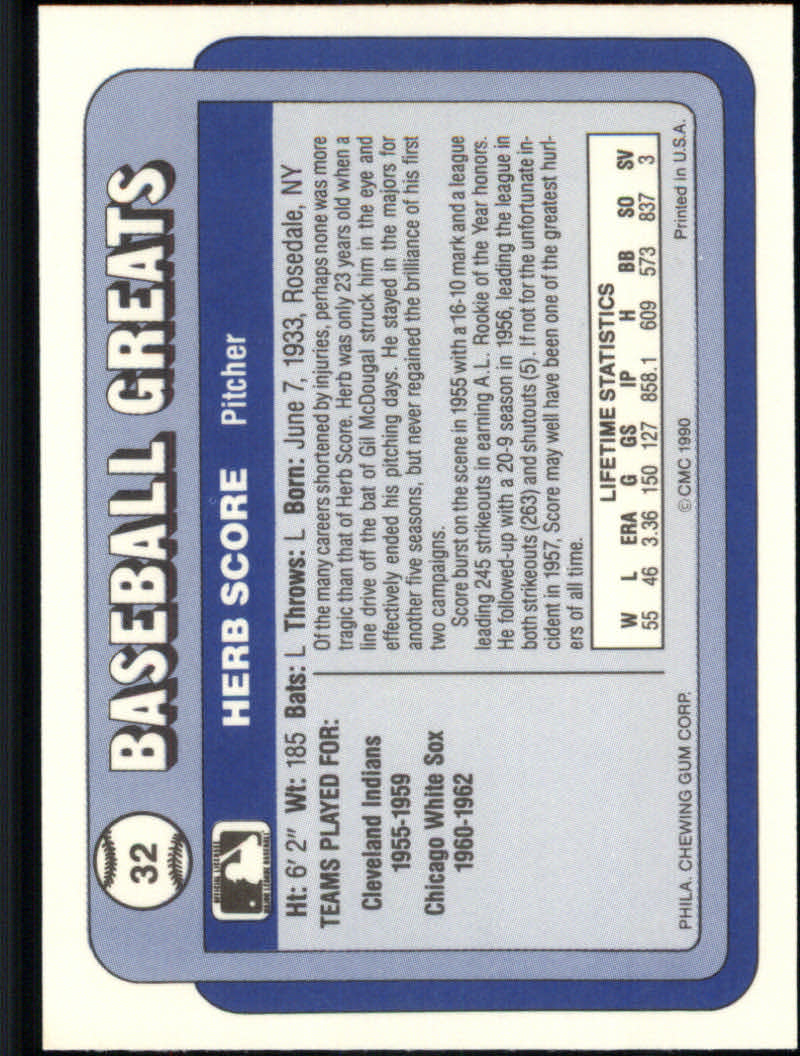 32
BASEBALL GREATS
HERB SCORE Pitcher
Ht: 6' 2" Wt: 185 Bats: L Throws: L Born: June 7, 1933, Rosedale, NY
TEAMS PLAYED FOR:
Cleveland Indians
1955-1959
Chicago White Sox
1960-1962
Of the many careers shortened by injuries, perhaps none was more
tragic than that of Herb Score. Herb was only 23 years old when a
line drive off the bat of Gil McDougal struck him in the eye and
effectively ended his pitching days. He stayed in the majors for
another five seasons, but never regained the brilliance of his first
two campaigns.
Score burst on the scene in 1955 with a 16-10 mark and a league
leading 245 strikeouts in earning A.L. Rookie of the Year honors.
He followed-up with a 20-9 season in 1956, leading the league in
both strikeouts (263) and shutouts (5). If not for the unfortunate in-
cident in 1957, Score may well have been one of the greatest hurl-
ers of all time.
LIFETIME STATISTICS
W L ERA G GS IP H BB SO SV
55 46 3.36 150 127 858.1 609 573 837 3
PHILA. CHEWING GUM CORP. © CMC 1990 Printed in U.S.A.